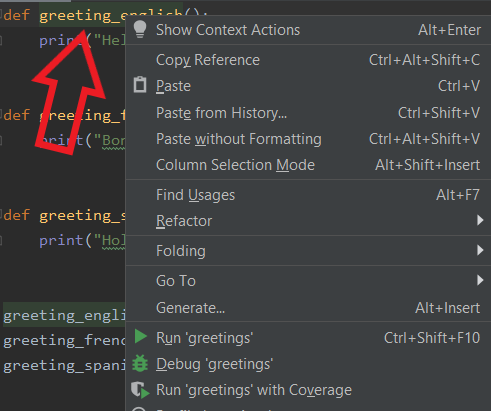 def greeting_english():
print("Hel
def greeting_f
print("Bon
def greeting_s
print("Hol
greeting_engli
greeting_frenc
greeting_spani
Show Context Actions Alt+Enter
Copy Reference Ctrl+Alt+Shift+C
Paste Ctrl+V
Paste from History... Ctrl+Shift+V
Paste without Formatting Ctrl+Alt+Shift+V
Column Selection Mode Alt+Shift+Insert
Find Usages Alt+F7
Refactor
Folding
Go To
Generate... Alt+Insert
Run 'greetings' Ctrl+Shift+F10
Debug 'greetings'
Run 'greetings' with Coverage